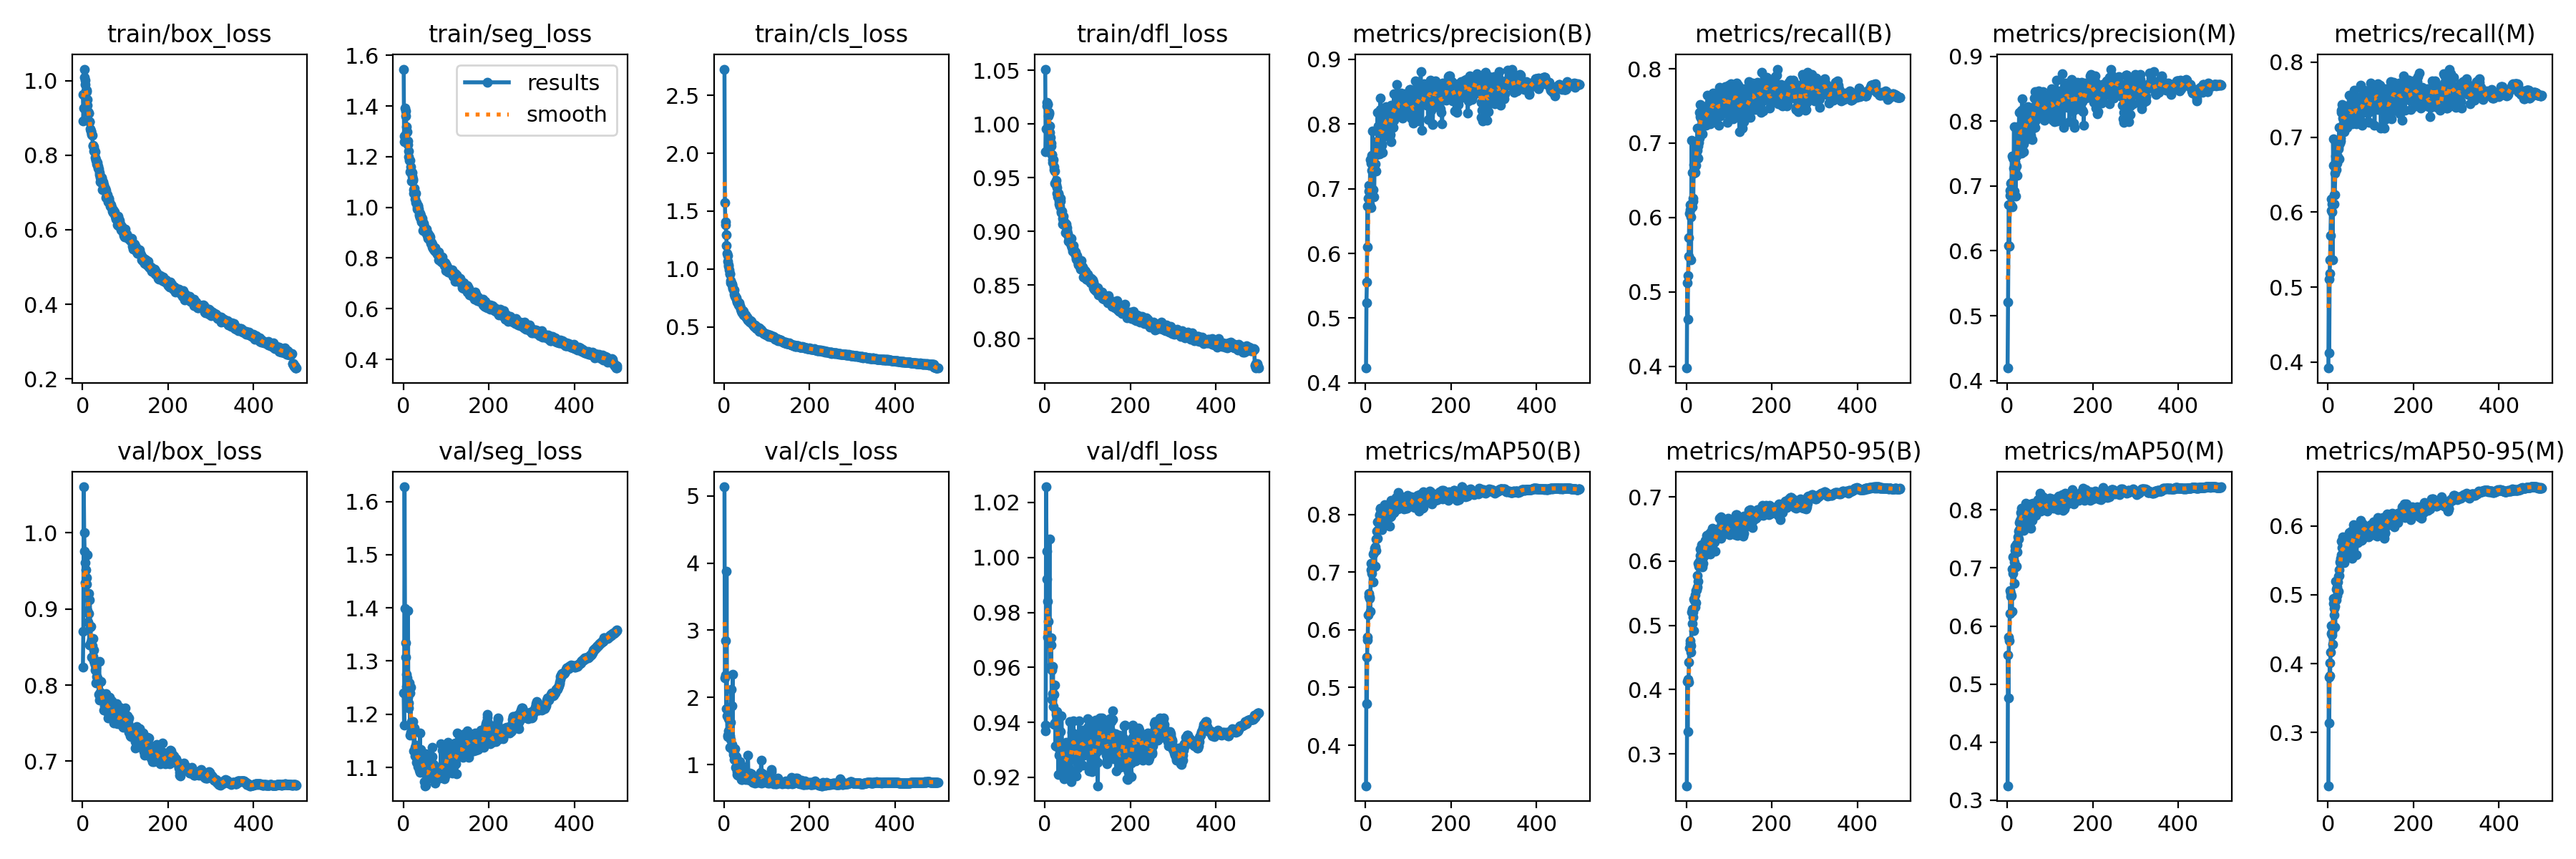 train/box_loss
1.0
0.8
0.6
0.4
0.2
0 200 400
train/seg_loss
results
smooth
1.6
1.4
1.2
1.0
0.8
0.6
0.4
0 200 400
train/cls_loss
2.5
2.0
1.5
1.0
0.5
0 200 400
train/dfl_loss
1.05
1.00
0.95
0.90
0.85
0.80
0 200 400
metrics/precision(B)
0.9
0.8
0.7
0.6
0.5
0.4
0 200 400
metrics/recall(B)
0.8
0.7
0.6
0.5
0.4
0 200 400
metrics/precision(M)
0.9
0.8
0.7
0.6
0.5
0.4
0 200 400
metrics/recall(M)
0.8
0.7
0.6
0.5
0.4
0 200 400
val/box_loss
1.0
0.9
0.8
0.7
0 200 400
val/seg_loss
1.6
1.5
1.4
1.3
1.2
1.1
0 200 400
val/cls_loss
5
4
3
2
1
0 200 400
val/dfl_loss
1.02
1.00
0.98
0.96
0.94
0.92
0 200 400
metrics/mAP50(B)
0.8
0.7
0.6
0.5
0.4
0 200 400
metrics/mAP50-95(B)
0.7
0.6
0.5
0.4
0.3
0 200 400
metrics/mAP50(M)
0.8
0.7
0.6
0.5
0.4
0.3
0 200 400
metrics/mAP50-95(M)
0.6
0.5
0.4
0.3
0 200 400